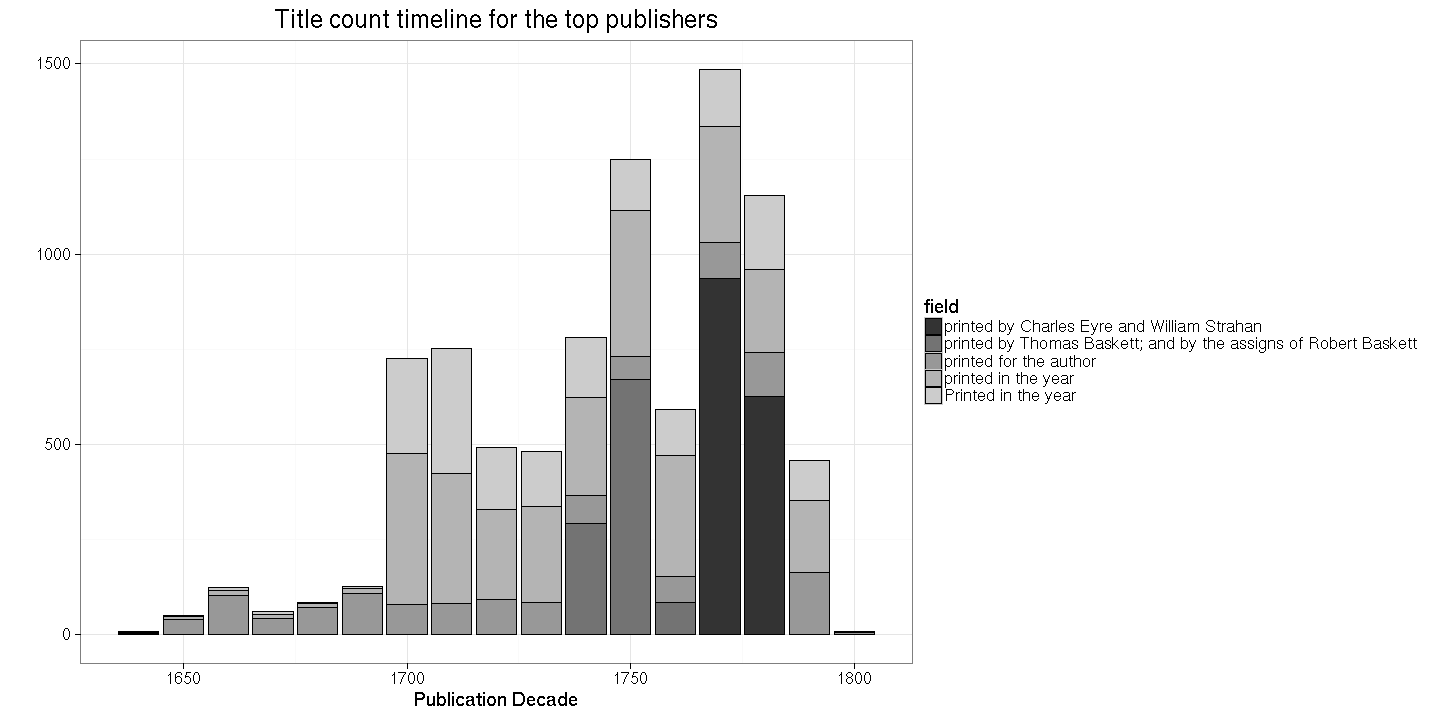 Title count timeline for the top publishers
1500
1000
500
0
1650
1700
1750
1800
Publication Decade
field
printed by Charles Eyre and William Strahan
printed by Thomas Baskett; and by the assigns of Robert Baskett
printed for the author
printed in the year
Printed in the year